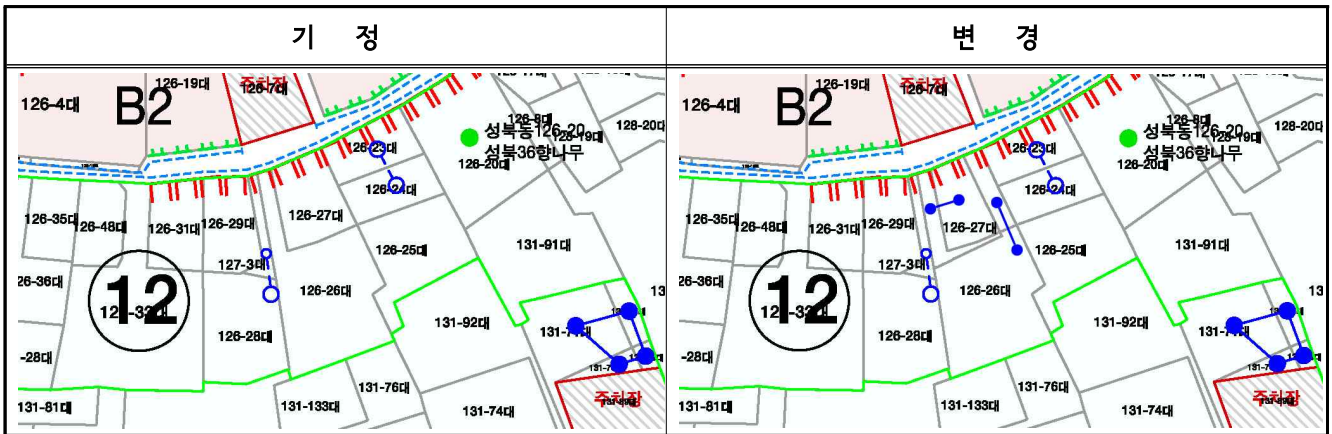 기 정
변 경
126-4대
B2
126-19대
주차장
126-7대
성북동126-20
성북36향나무
128-8대
128-19대
128-20대
126-20대
126-23대
126-24대
126-35대
126-48대
126-31대
126-29대
126-27대
126-25대
131-91대
127-3대
126-26대
26-36대
12
126-28대
-28대
131-92대
131-81대
131-133대
131-76대
131-74대
주차장
126-4대
B2
126-19대
주차장
126-7대
성북동126-20
성북36향나무
128-8대
128-19대
128-20대
126-20대
126-23대
126-24대
126-35대
126-48대
126-31대
126-29대
126-27대
126-25대
131-91대
127-3대
126-26대
26-36대
12
126-28대
-28대
131-92대
131-81대
131-133대
131-76대
131-74대
주차장